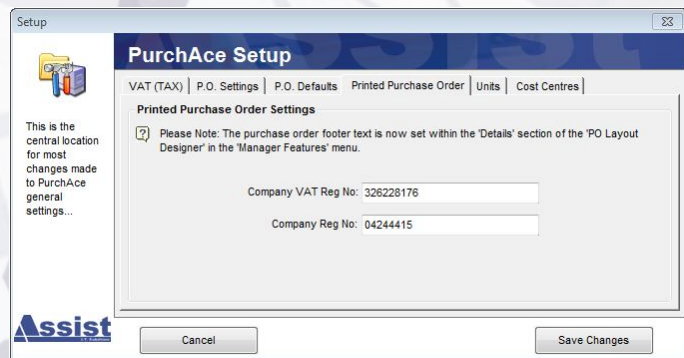 Setup
PurchAce Setup
VAT (TAX) P.O. Settings P.O. Defaults Printed Purchase Order Units Cost Centres
Printed Purchase Order Settings
Please Note: The purchase order footer text is now set within the 'Details' section of the 'PO Layout
Designer' in the 'Manager Features' menu.
Company VAT Reg No: 326228176
Company Reg No: 04244415
This is the
central location
for most
changes made
to PurchAce
general
settings...
Assist
I.T. Solutions
Cancel
Save Changes